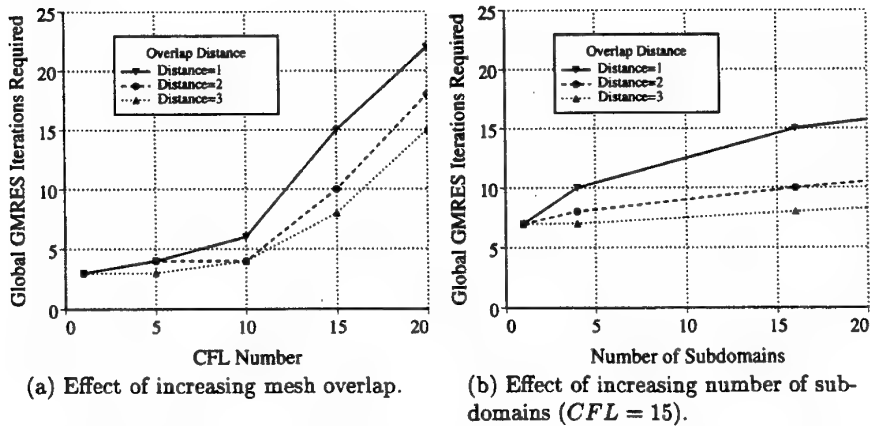 Global GMRES Iterations Required
25
20
15
10
5
0
Overlap Distance
Distance=1
Distance=2
Distance=3
0 5 10 15 20
CFL Number
(a) Effect of increasing mesh overlap.
Global GMRES Iterations Required
25
20
15
10
5
0
Overlap Distance
Distance=1
Distance=2
Distance=3
0 5 10 15 20
Number of Subdomains
(b) Effect of increasing number of sub-
domains (CFL = 15).